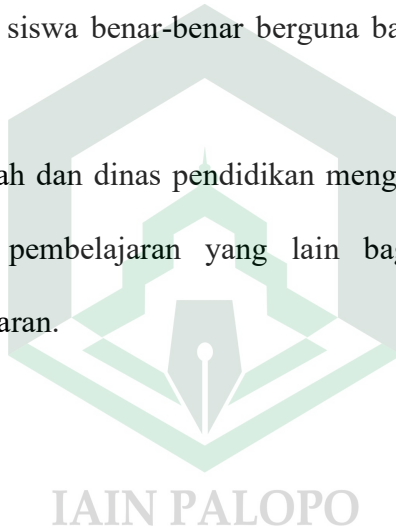 siswa benar-benar berguna ba
ah dan dinas pendidikan meng
pembelajaran yang lain bag
aran.
IAIN PALOPO